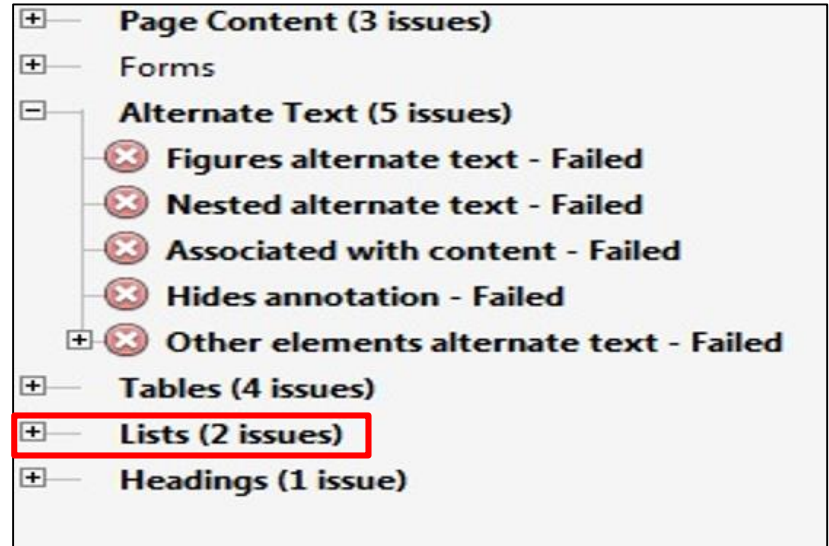 Page Content (3 issues)
Forms
Alternate Text (5 issues)
Figures alternate text - Failed
Nested alternate text - Failed
Associated with content - Failed
Hides annotation - Failed
Other elements alternate text - Failed
Tables (4 issues)
Lists (2 issues)
Headings (1 issue)